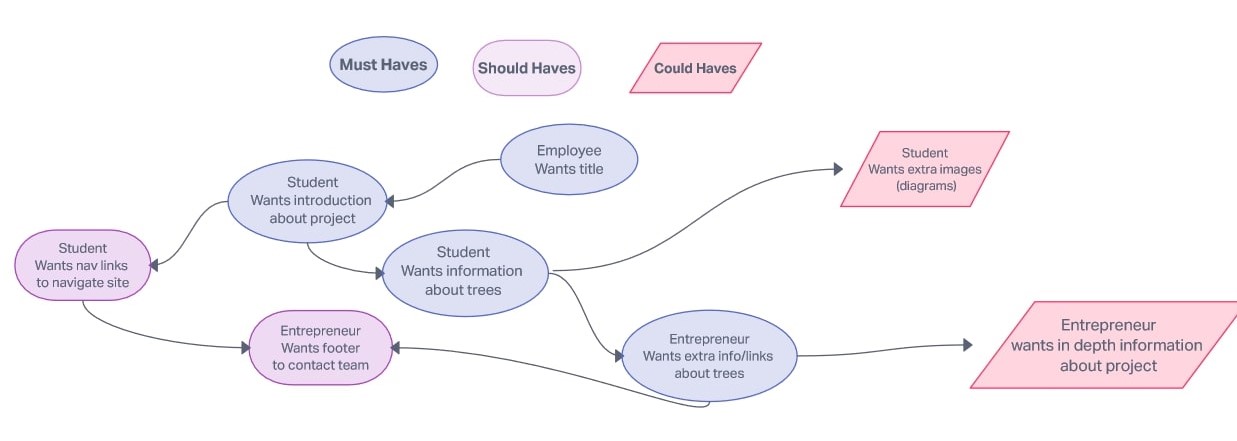 Must Haves
Should Haves
Could Haves
Employee
Wants title
Student
Wants introduction
about project
Student
Wants nav links
to navigate site
Student
Wants information
about trees
Student
Wants extra images
(diagrams)
Entrepreneur
Wants footer
to contact team
Entrepreneur
Wants extra info/links
about trees
Entrepreneur
wants in depth information
about project